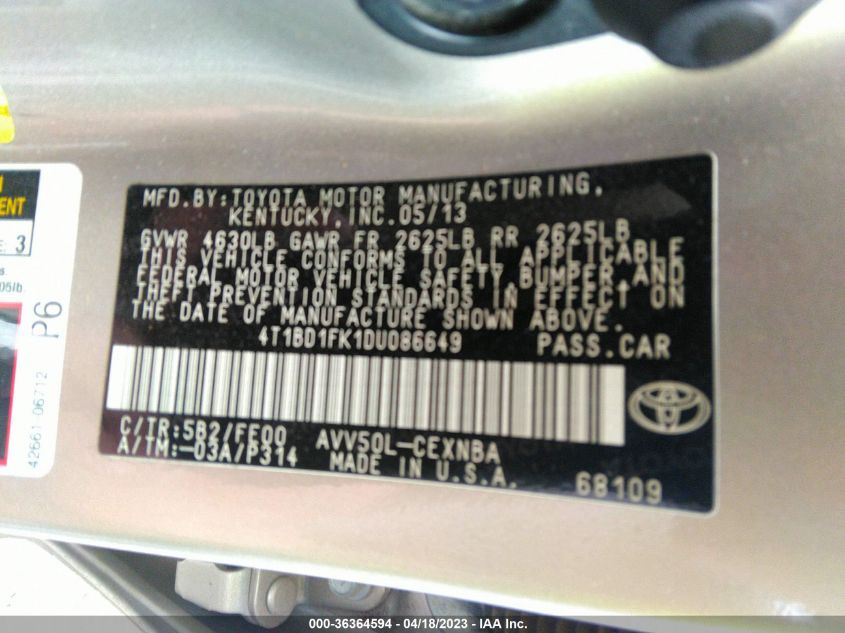 MFD.BY:TOYOTA MOTOR MANUFACTURING,
KENTUCKY,INC.05/13
GVWR 4630LB GAWR FR 2625LB RR 2625LB
THIS VEHICLE CONFORMS TO ALL APPLICABLE
FEDERAL MOTOR VEHICLE SAFETY,BUMPER,AND
THEFT PREVENTION STANDARDS IN EFFECT ON
THE DATE OF MANUFACTURE SHOWN ABOVE.
4T1BD1FK1DU086649 PASS.CAR
C/TR:5B2/FE00 AVV50L-CEXNBA
A/TM:-03A/P314 MADE IN U.S.A.
68109
3
05lb.
P6
42661-06712
000-36364594 - 04/18/2023 - IAA Inc.